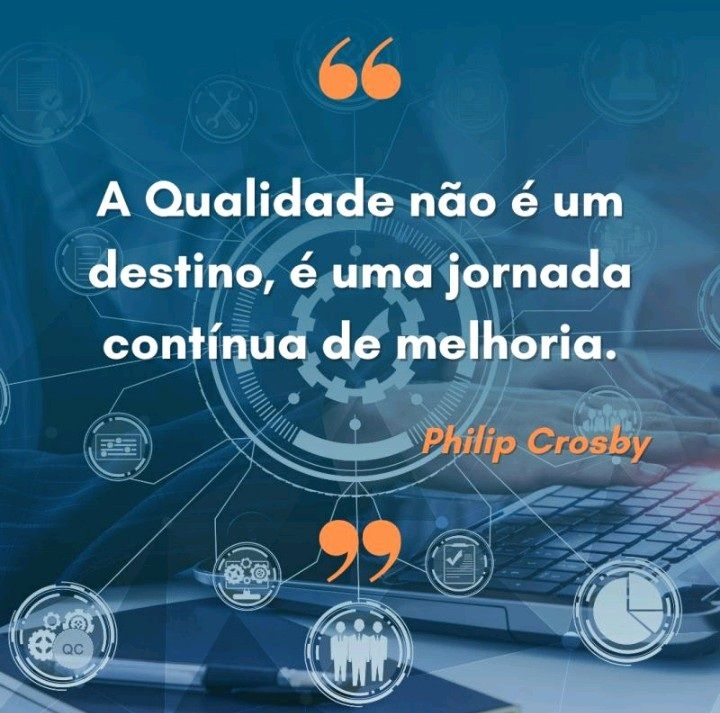 “
A Qualidade não é um
destino, é uma jornada
contínua de melhoria.
Philip Crosby
”
QC